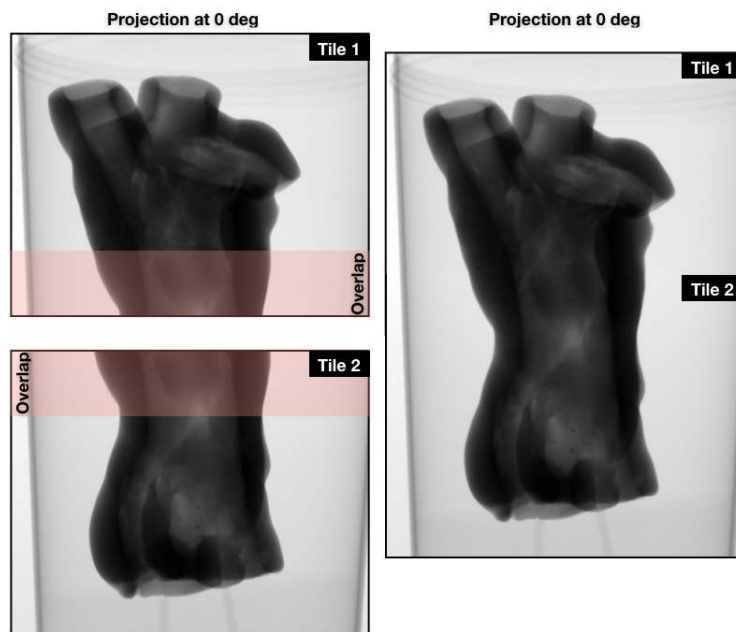 Projection at 0 deg
Tile 1
Overlap
Overlap
Tile 2
Projection at 0 deg
Tile 1
Tile 2